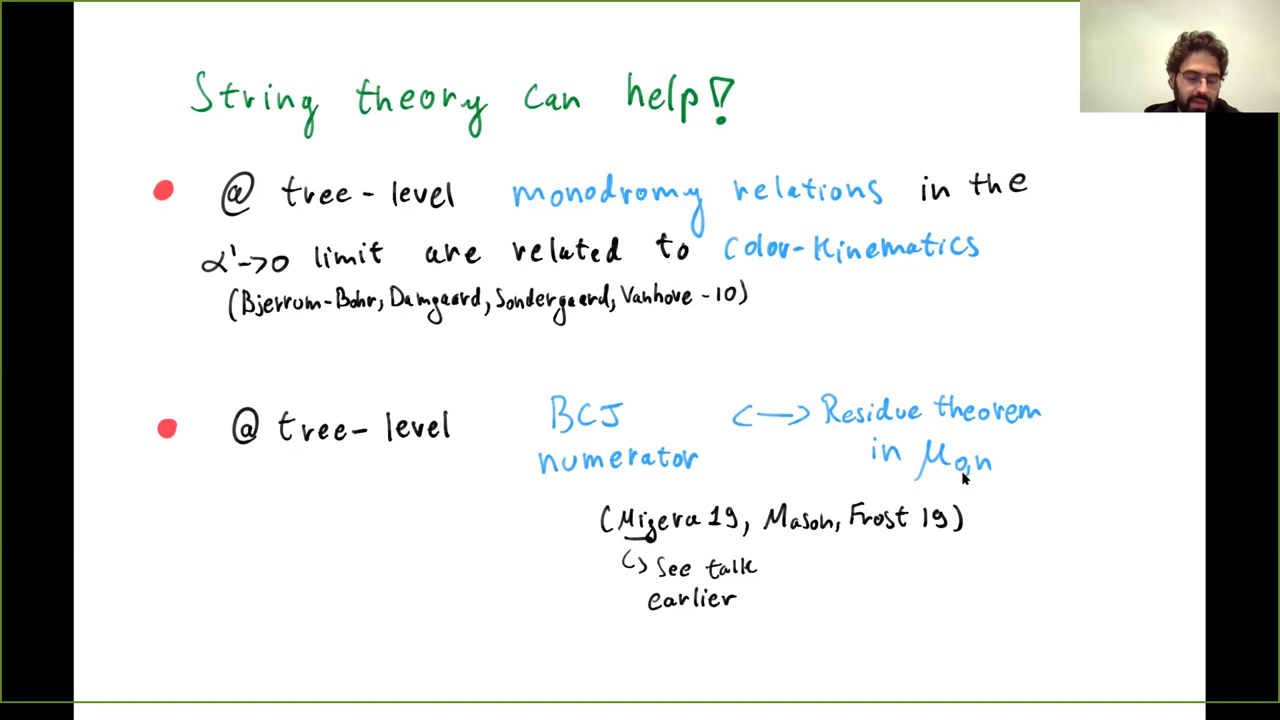 String theory can help!
@ tree-level monodromy relations in the
α'->0 limit are related to Color-Kinematics
(Bjerrum-Bohr, Damgaard, Sondergaard, Vanhove -10)
@ tree-level BCJ <-> Residue theorem
numerator in M0,n
(Mizera 19, Mason, Frost 19)
↳ See talk
earlier